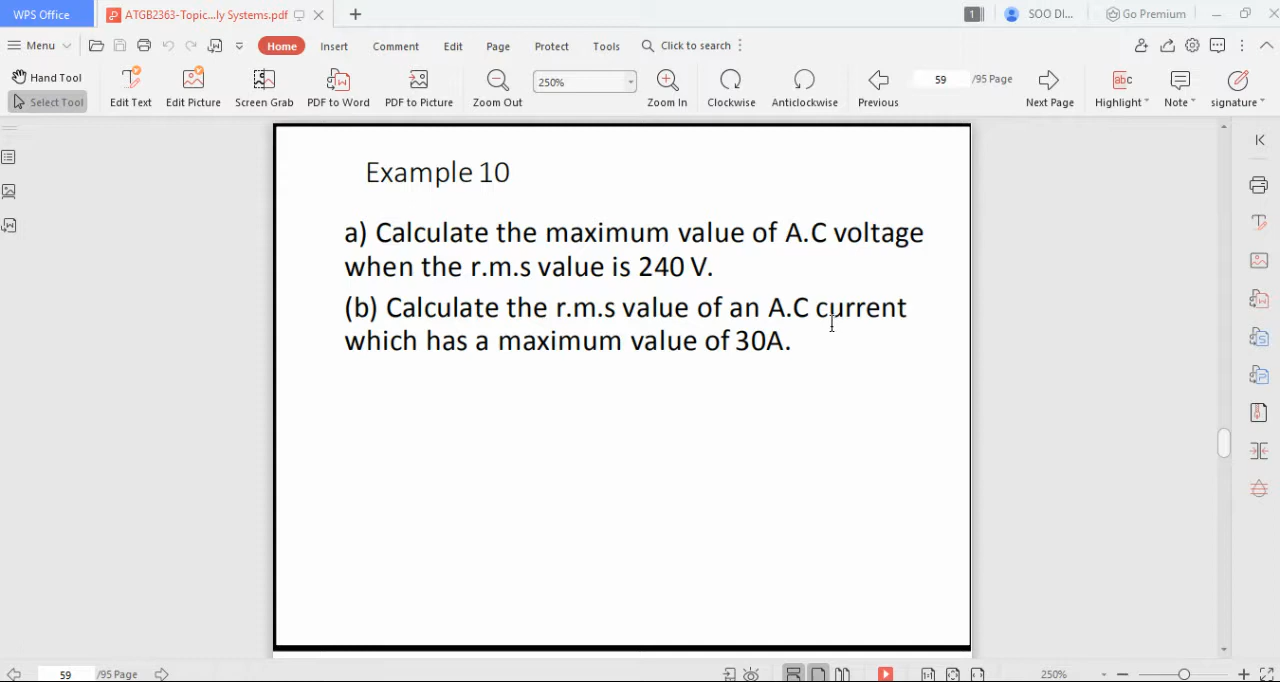 WPS Office
ATGB2363-Topic...ly Systems.pdf
1
SOO DI...
Go Premium
Menu
Home
Insert
Comment
Edit
Page
Protect
Tools
Click to search
Hand Tool
Select Tool
Edit Text
Edit Picture
Screen Grab
PDF to Word
PDF to Picture
Zoom Out
250%
Zoom In
Clockwise
Anticlockwise
Previous
59 /95 Page
Next Page
abc
Highlight
Note
signature
Example 10
a) Calculate the maximum value of A.C voltage
when the r.m.s value is 240 V.
(b) Calculate the r.m.s value of an A.C current
which has a maximum value of 30A.
59 /95 Page
250%